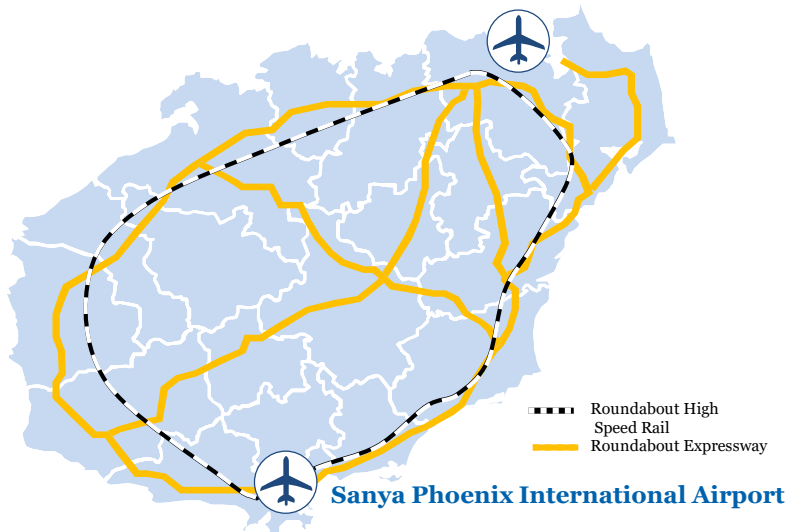 Roundabout High
Speed Rail
Roundabout Expressway
Sanya Phoenix International Airport